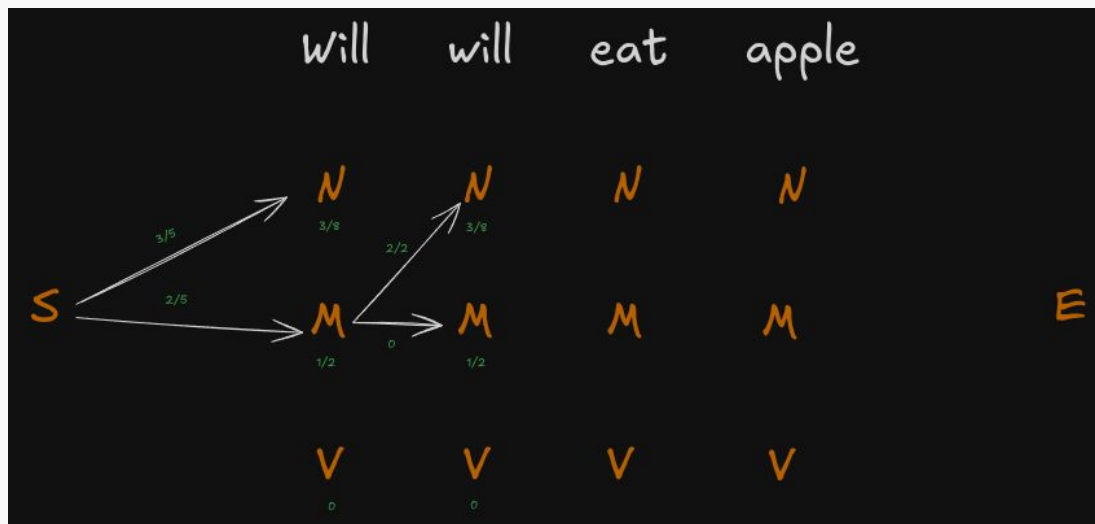 Will will eat apple
N N N N
3/8 3/8
3/5 2/2
S 2/5 M M M M E
0
1/2 1/2
V V V V
0 0